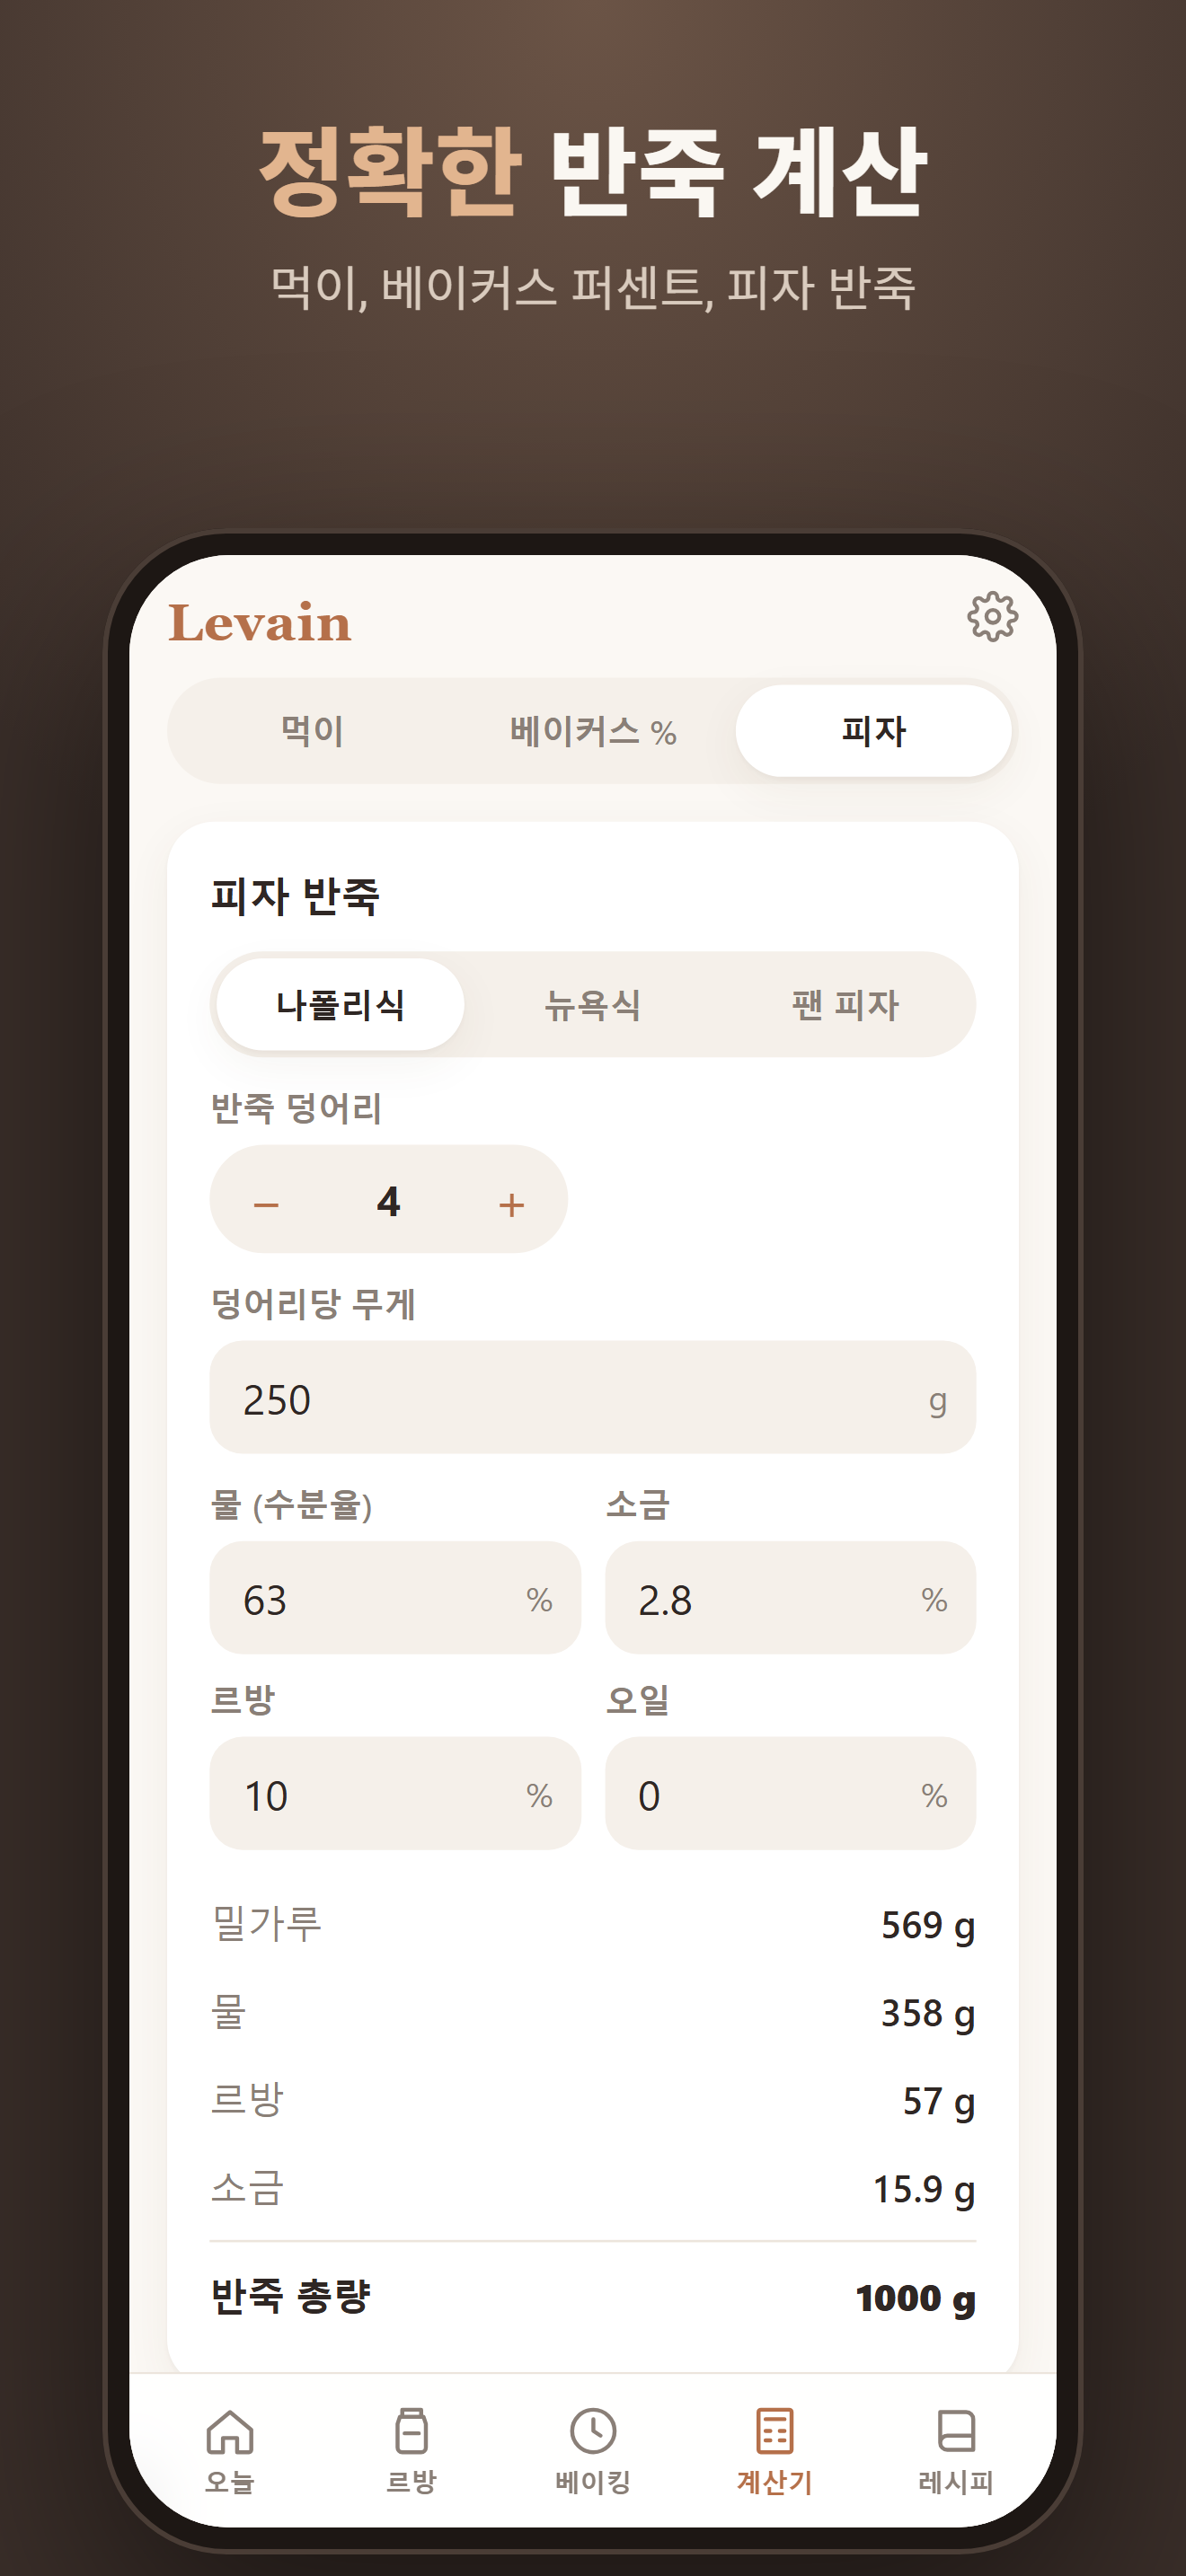 정확한 반죽 계산
먹이, 베이커스 퍼센트, 피자 반죽
Levain
먹이 베이커스 % 피자
피자 반죽
나폴리식 뉴욕식 팬 피자
반죽 덩어리
− 4 +
덩어리당 무게
250 g
물 (수분율) 소금
63 % 2.8 %
르방 오일
10 % 0 %
밀가루 569 g
물 358 g
르방 57 g
소금 15.9 g
반죽 총량 1000 g
오늘 르방 베이킹 계산기 레시피